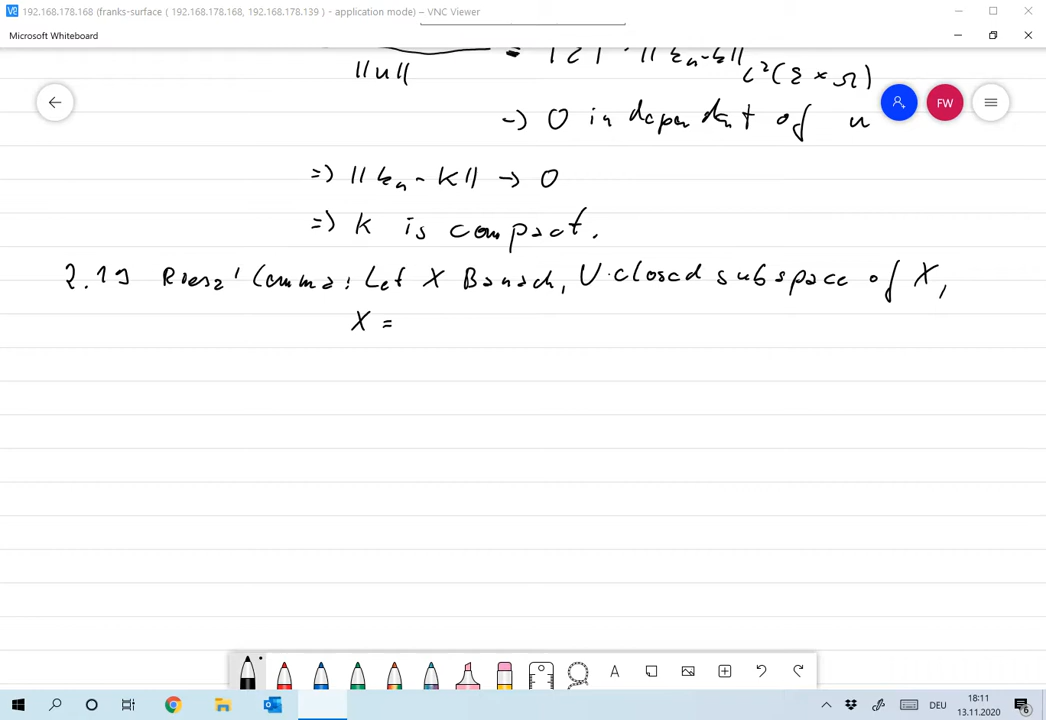 192.168.178.168 (franks-surface ( 192.168.178.168, 192.168.178.139 ) - application mode) – VNC Viewer
Microsoft Whiteboard
||u||
L²(Σ × Ω)
FW
→ 0 independent of u
=> ||k_n - K|| → 0
=> K is compact.
2.19 Riesz' Lemma: Let X Banach, U closed subspace of X,
X =
A
DEU
18:11
13.11.2020
6